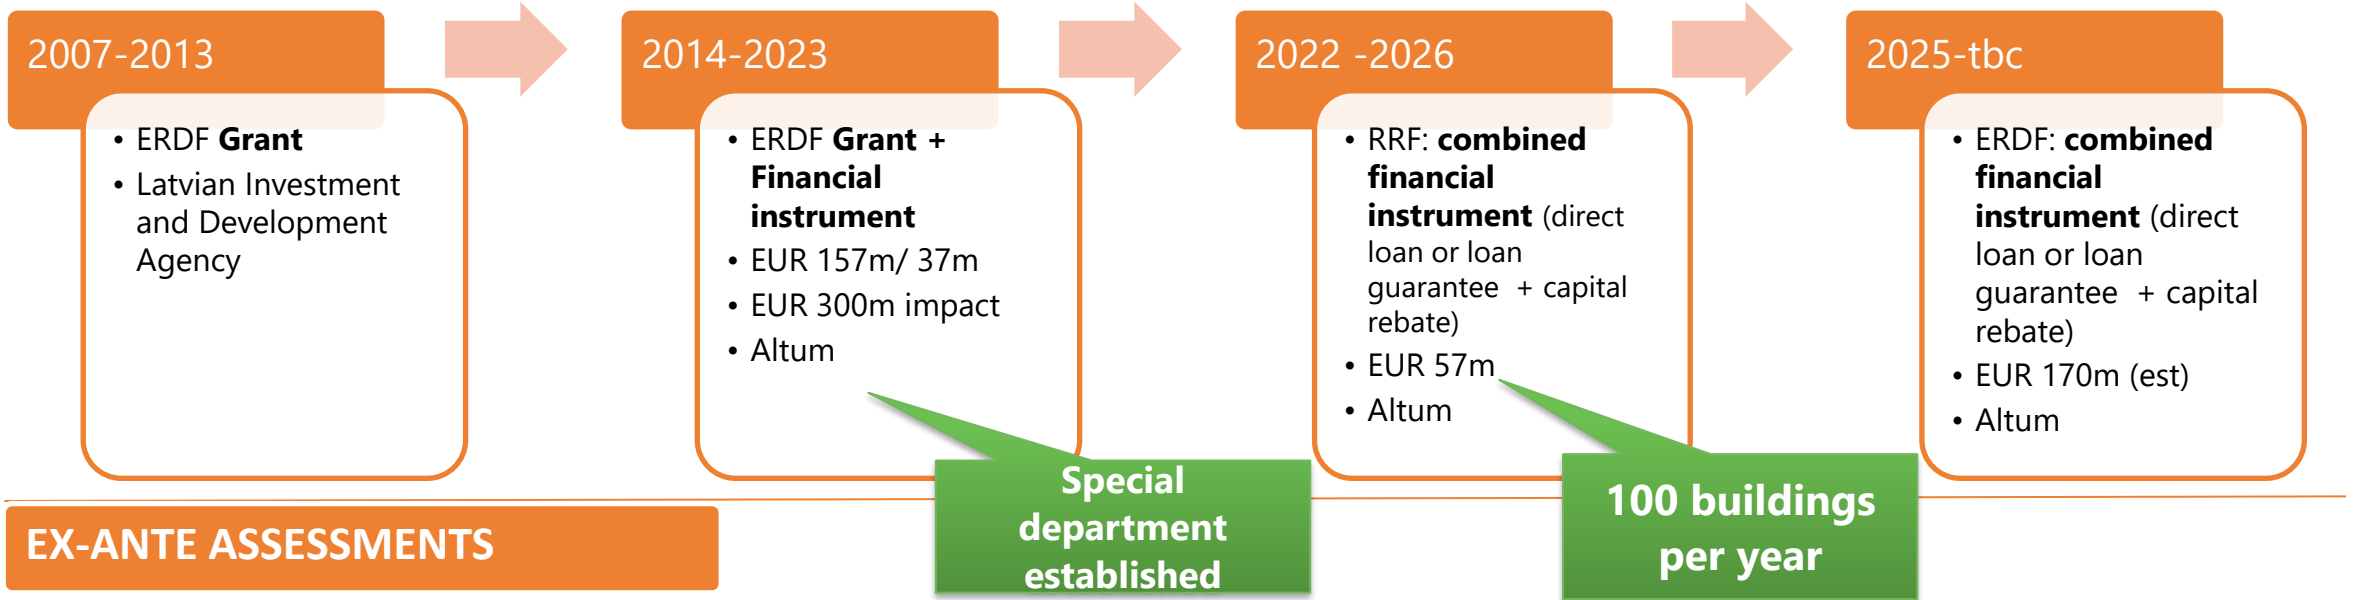 2007-2013
• ERDF Grant
• Latvian Investment
and Development
Agency
2014-2023
• ERDF Grant +
Financial
instrument
• EUR 157m/ 37m
• EUR 300m impact
• Altum
Special
department
established
2022 -2026
• RRF: combined
financial
instrument (direct
loan or loan
guarantee + capital
rebate)
• EUR 57m
• Altum
100 buildings
per year
2025-tbc
• ERDF: combined
financial
instrument (direct
loan or loan
guarantee + capital
rebate)
• EUR 170m (est)
• Altum
EX-ANTE ASSESSMENTS